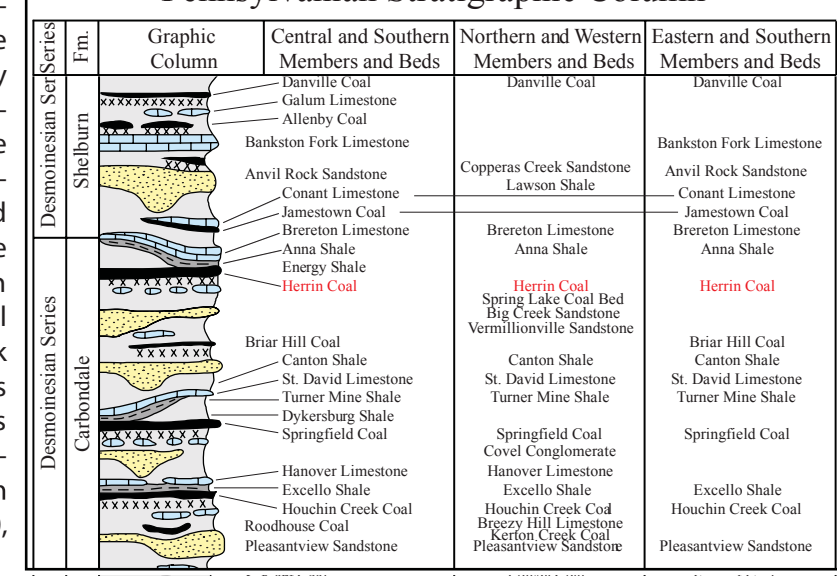 Pennsylvanian Stratigraphic Column
Series
Fm.
Graphic
Column
Central and Southern
Members and Beds
Northern and Western
Members and Beds
Eastern and Southern
Members and Beds
Desmoinesian Ser
Shelburn
Desmoinesian Series
Carbondale
Danville Coal
Galum Limestone
Allenby Coal
Bankston Fork Limestone
Anvil Rock Sandstone
Conant Limestone
Jamestown Coal
Brereton Limestone
Anna Shale
Energy Shale
Herrin Coal
Briar Hill Coal
Canton Shale
St. David Limestone
Turner Mine Shale
Dykersburg Shale
Springfield Coal
Hanover Limestone
Excello Shale
Houchin Creek Coal
Roodhouse Coal
Pleasantview Sandstone
Danville Coal
Copperas Creek Sandstone
Lawson Shale
Brereton Limestone
Anna Shale
Herrin Coal
Spring Lake Coal Bed
Big Creek Sandstone
Vermillionville Sandstone
Canton Shale
St. David Limestone
Turner Mine Shale
Springfield Coal
Covel Conglomerate
Hanover Limestone
Excello Shale
Houchin Creek Coal
Breezy Hill Limestone
Kerton Creek Coal
Pleasantview Sandstone
Danville Coal
Bankston Fork Limestone
Anvil Rock Sandstone
Conant Limestone
Jamestown Coal
Brereton Limestone
Anna Shale
Herrin Coal
Briar Hill Coal
Canton Shale
St. David Limestone
Turner Mine Shale
Springfield Coal
Excello Shale
Houchin Creek Coal
Pleasantview Sandstone